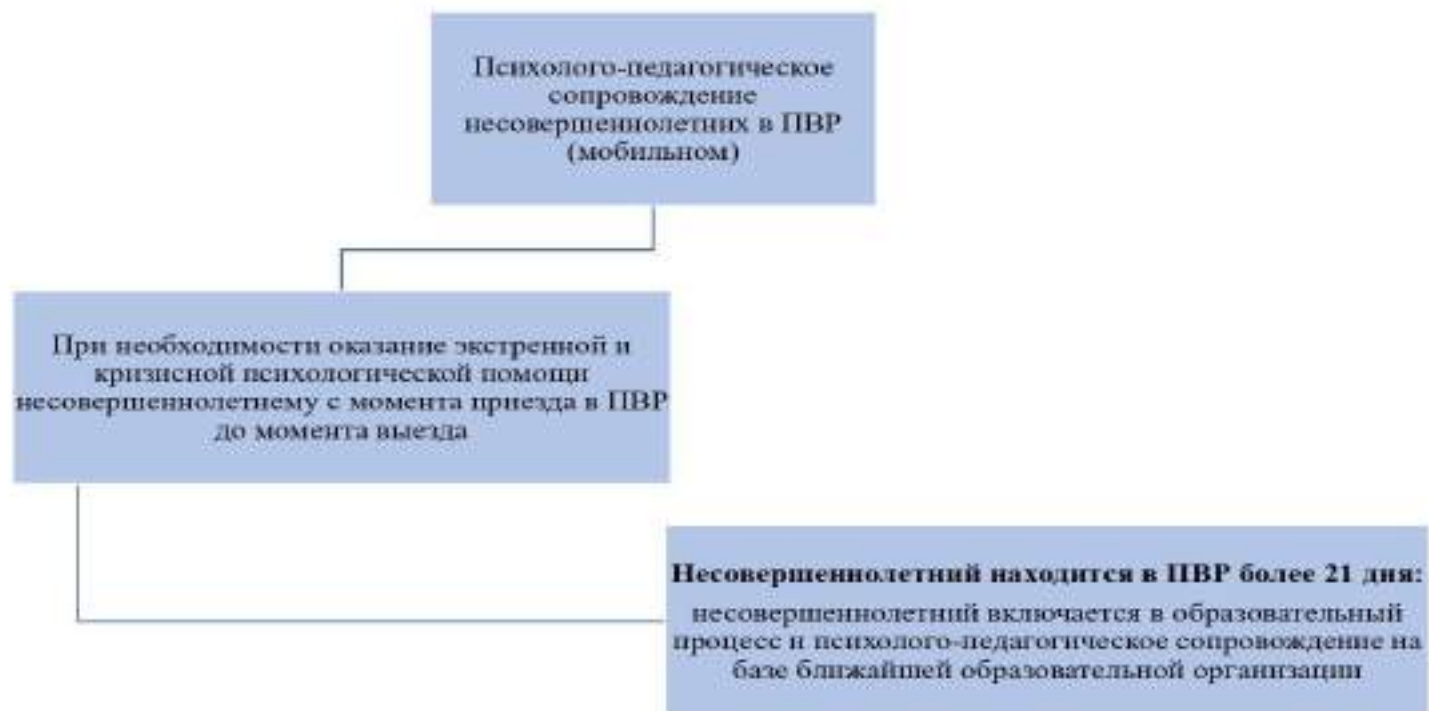 Психолого-педагогическое
сопровождение
несовершеннолетних в ПВР
(мобильном)
При необходимости оказание экстренной и
кризисной психологической помощи
несовершеннолетнему с момента приезда в ПВР
до момента выезда
Несовершеннолетний находится в ПВР более 21 дня:
несовершеннолетний включается в образовательный
процесс и психолого-педагогическое сопровождение на
базе ближайшей образовательной организации